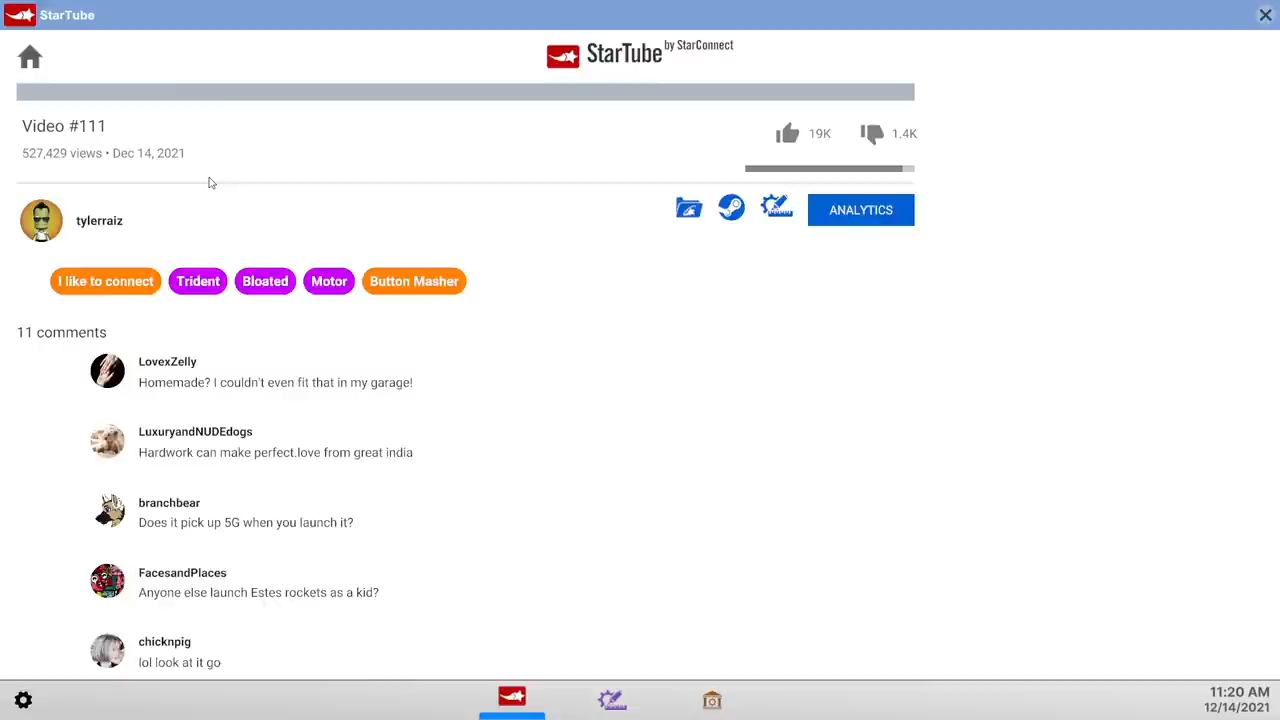 StarTube
StarTube by StarConnect
Video #111
19K
1.4K
527,429 views • Dec 14, 2021
tylerraiz
ANALYTICS
I like to connect
Trident
Bloated
Motor
Button Masher
11 comments
LovexZelly
Homemade? I couldn't even fit that in my garage!
LuxuryandNUDEdogs
Hardwork can make perfect.love from great india
branchbear
Does it pick up 5G when you launch it?
FacesandPlaces
Anyone else launch Estes rockets as a kid?
chicknpig
lol look at it go
11:20 AM
12/14/2021